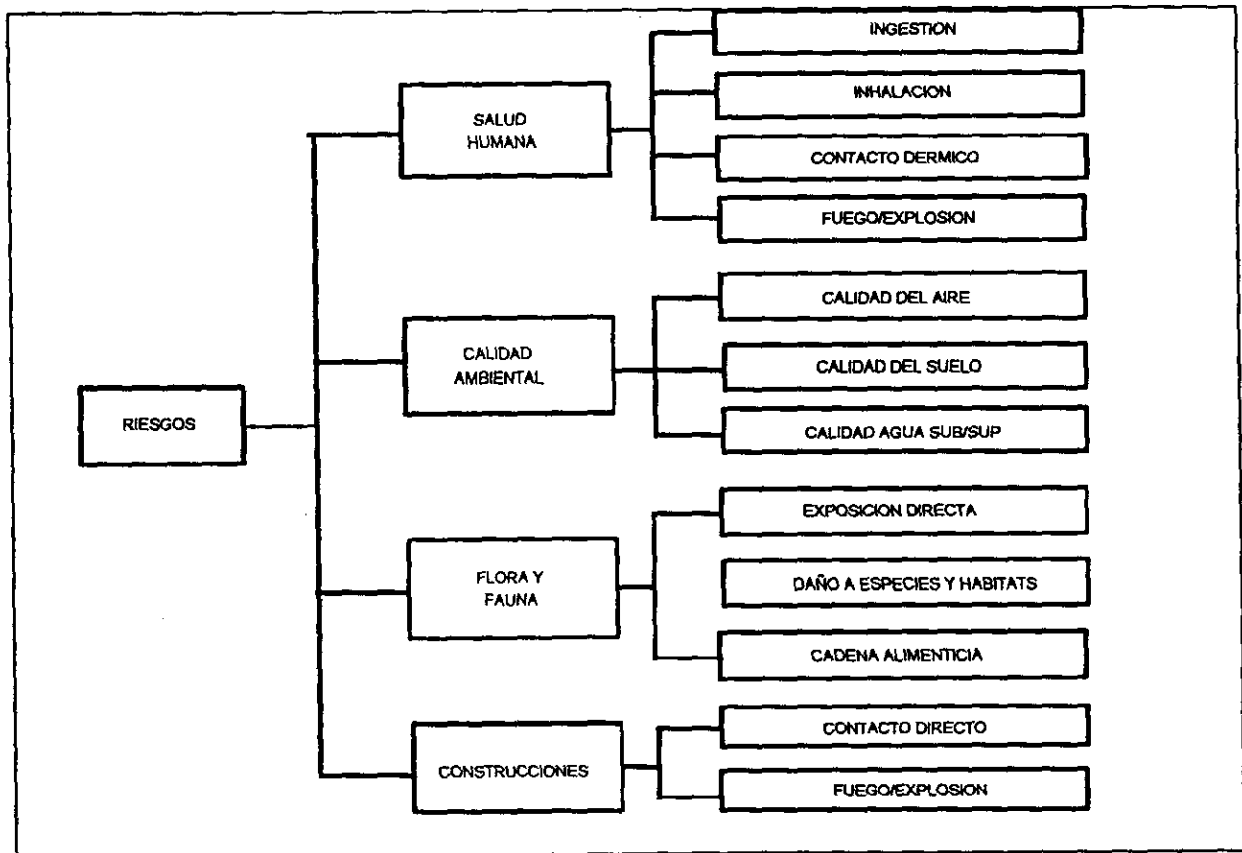 RIESGOS
SALUD
HUMANA
INGESTION
INHALACION
CONTACTO DERMICO
FUEGO/EXPLOSION
CALIDAD
AMBIENTAL
CALIDAD DEL AIRE
CALIDAD DEL SUELO
CALIDAD AGUA SUB/SUP
FLORA Y
FAUNA
EXPOSICION DIRECTA
DAÑO A ESPECIES Y HABITATS
CADENA ALIMENTICIA
CONSTRUCCIONES
CONTACTO DIRECTO
FUEGO/EXPLOSION